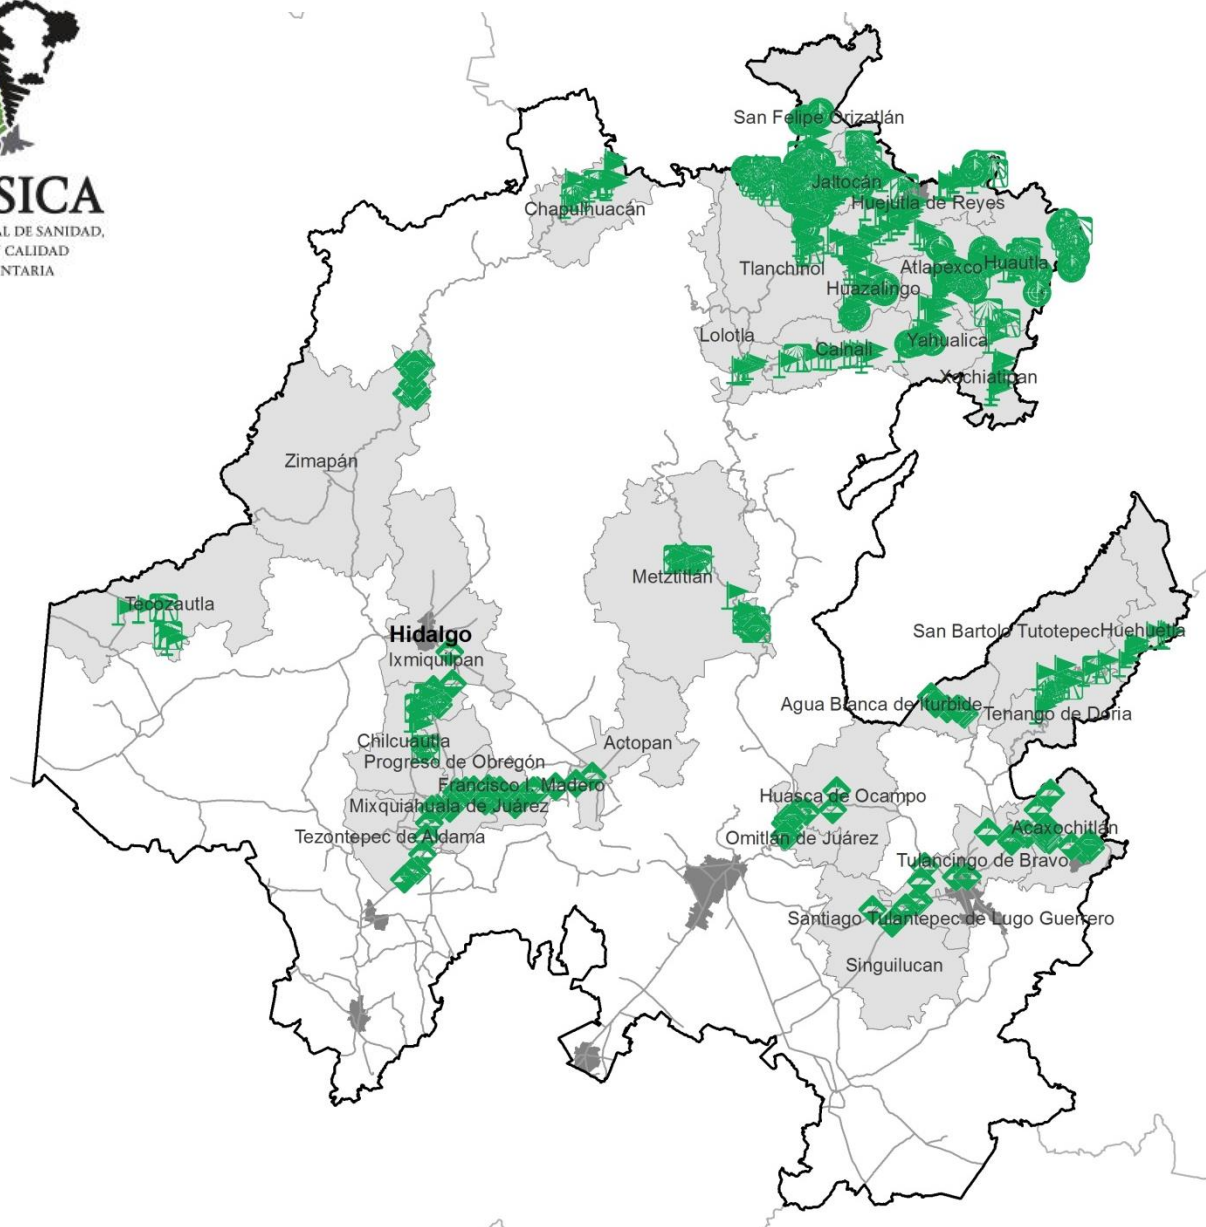 SICA
AL DE SANIDAD,
CALIDAD
NTARIA
San Felipe Orizatlán
Jaltocán
Huejutla de Reyes
Chapulhuacán
Tlanchinol
Atlapexco
Huautla
Huazalingo
Lolotla
Calnali
Yahualica
Xochiatipan
Zimapán
Metztitlán
Tecozautla
Hidalgo
Ixmiquilpan
San Bartolo Tutotepec
Huehuetla
Agua Blanca de Iturbide
Tenango de Doria
Chilcuautla
Actopan
Progreso de Obregón
Francisco I. Madero
Mixquiahuala de Juárez
Tezontepec de Aldama
Huasca de Ocampo
Omitlán de Juárez
Acaxochitlán
Tulancingo de Bravo
Santiago Tulantepec de Lugo Guerrero
Singuilucan